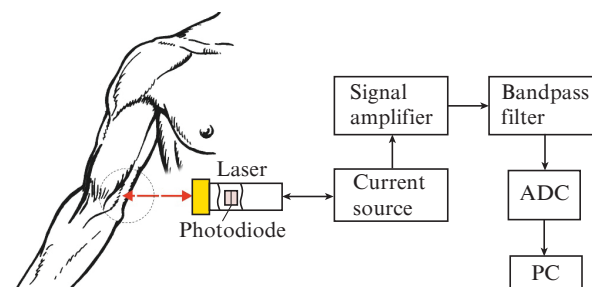 Laser
Photodiode
Current
source
Signal
amplifier
Bandpass
filter
ADC
PC